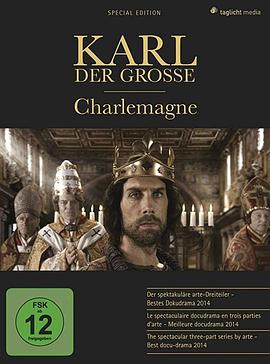 SPECIAL EDITION
taglicht media
KARL
DER GROSSE
Charlemagne
Der spektakuläre arte-Dreiteiler -
Bestes Dokudrama 2014
Le spectaculaire docudrama en trois parties
d'arte - Meilleure docudrama 2014
The spectacular three-part series by arte -
Best docu-drama 2014
FSK
ab
12
freigegeben